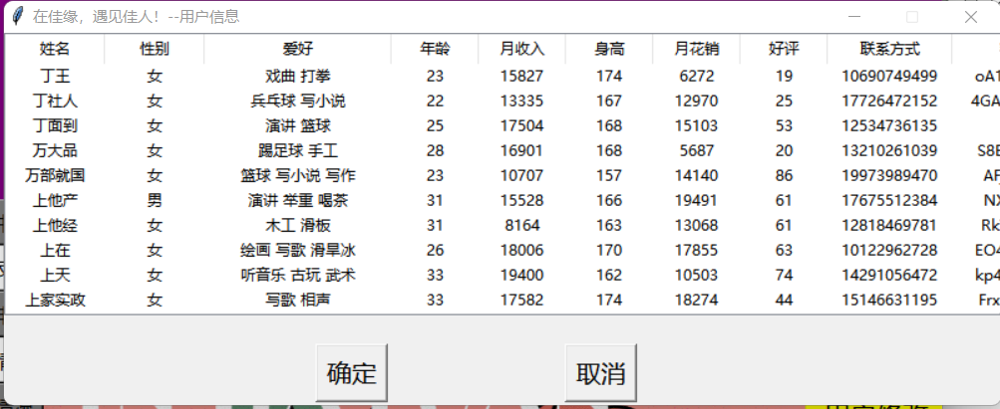 在佳缘，遇见佳人！--用户信息
姓名 性别 爱好 年龄 月收入 身高 月花销 好评 联系方式
丁王 女 戏曲 打拳 23 15827 174 6272 19 10690749499 oA1
丁社人 女 兵乓球 写小说 22 13335 167 12970 25 17726472152 4GA
丁面到 女 演讲 篮球 25 17504 168 15103 53 12534736135
万大品 女 踢足球 手工 28 16901 168 5687 20 13210261039 S8E
万部就国 女 篮球 写小说 写作 23 10707 157 14140 86 19973989470 AF
上他产 男 演讲 举重 喝茶 31 15528 166 19491 61 17675512384 NX
上他经 女 木工 滑板 31 8164 163 13068 61 12818469781 Rk
上在 女 绘画 写歌 滑旱冰 26 18006 170 17855 63 10122962728 EO4
上天 女 听音乐 古玩 武术 33 19400 162 10503 74 14291056472 kp4
上家实政 女 写歌 相声 33 17582 174 18274 44 15146631195 Frx
确定 取消